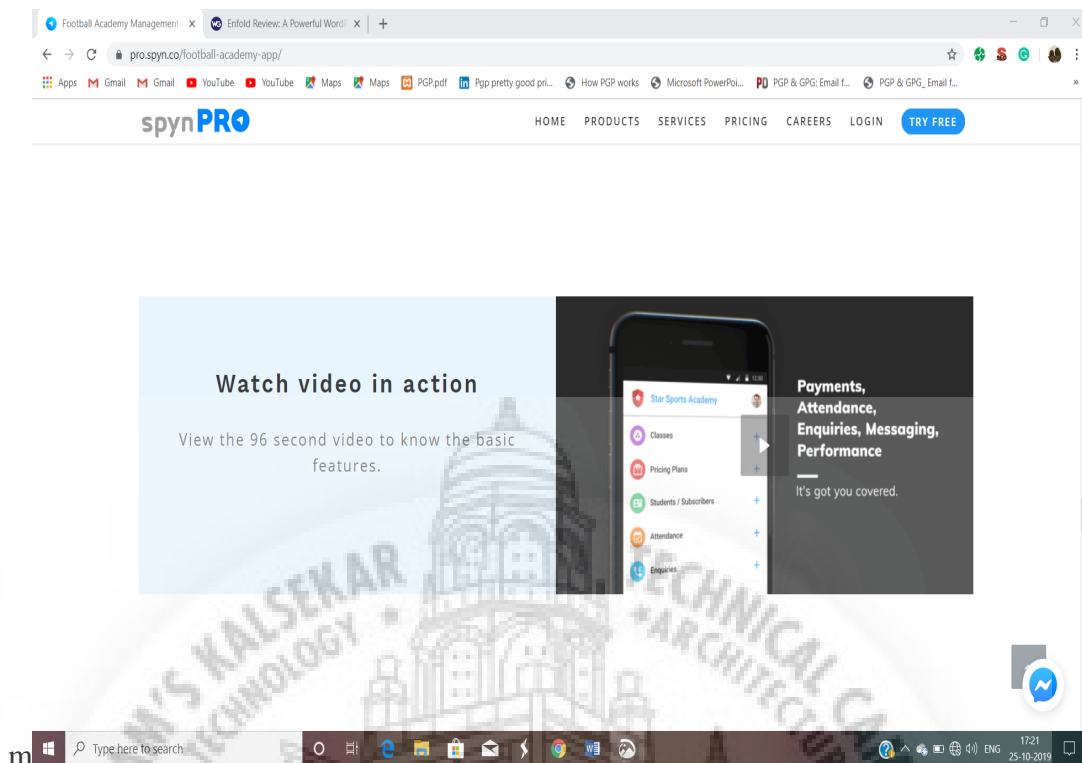 Football Academy Management
Enfold Review: A Powerful WordP
pro.spyn.co/football-academy-app/
Apps Gmail Gmail YouTube YouTube Maps Maps PGP.pdf Pgp pretty good pri... How PGP works Microsoft PowerPoi... PGP & GPG: Email f... PGP & GPG_ Email f... »
spynPRO
HOME PRODUCTS SERVICES PRICING CAREERS LOGIN TRY FREE
Watch video in action
View the 96 second video to know the basic
features.
12:30
Star Sports Academy
Classes +
Pricing Plans +
Students / Subscribers +
Attendance +
Enquiries +
Payments,
Attendance,
Enquiries, Messaging,
Performance
It's got you covered.
KALSEKAR
TECHNICAL
NOLOGY • • ARCHITEC
m
Type here to search
ENG
17:21
25-10-2019